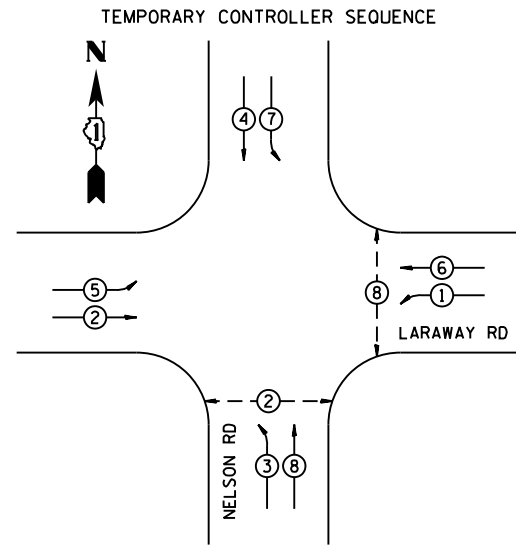 TEMPORARY CONTROLLER SEQUENCE
N
1
4 7
6
5 8 1
2
LARAWAY RD
2
NELSON RD
3 8